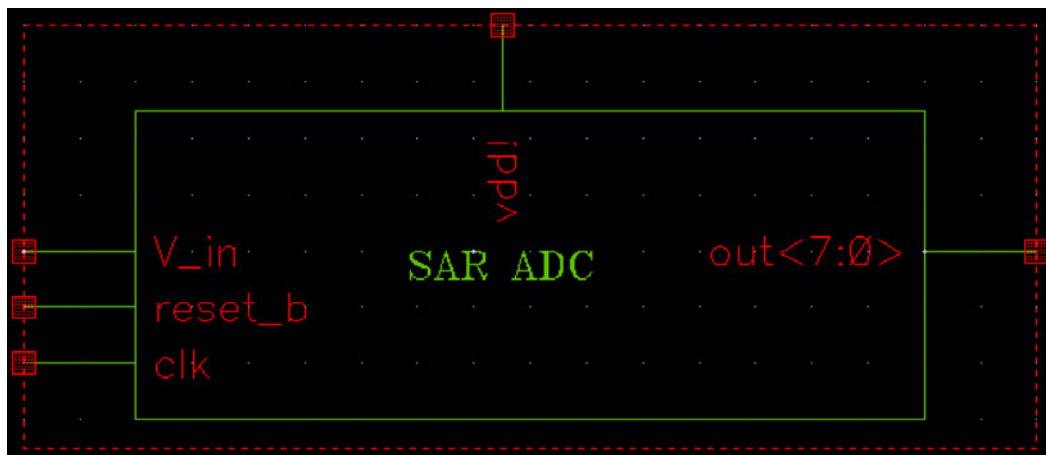 vddi
V_in
SAR ADC
out<7:0>
reset_b
clk